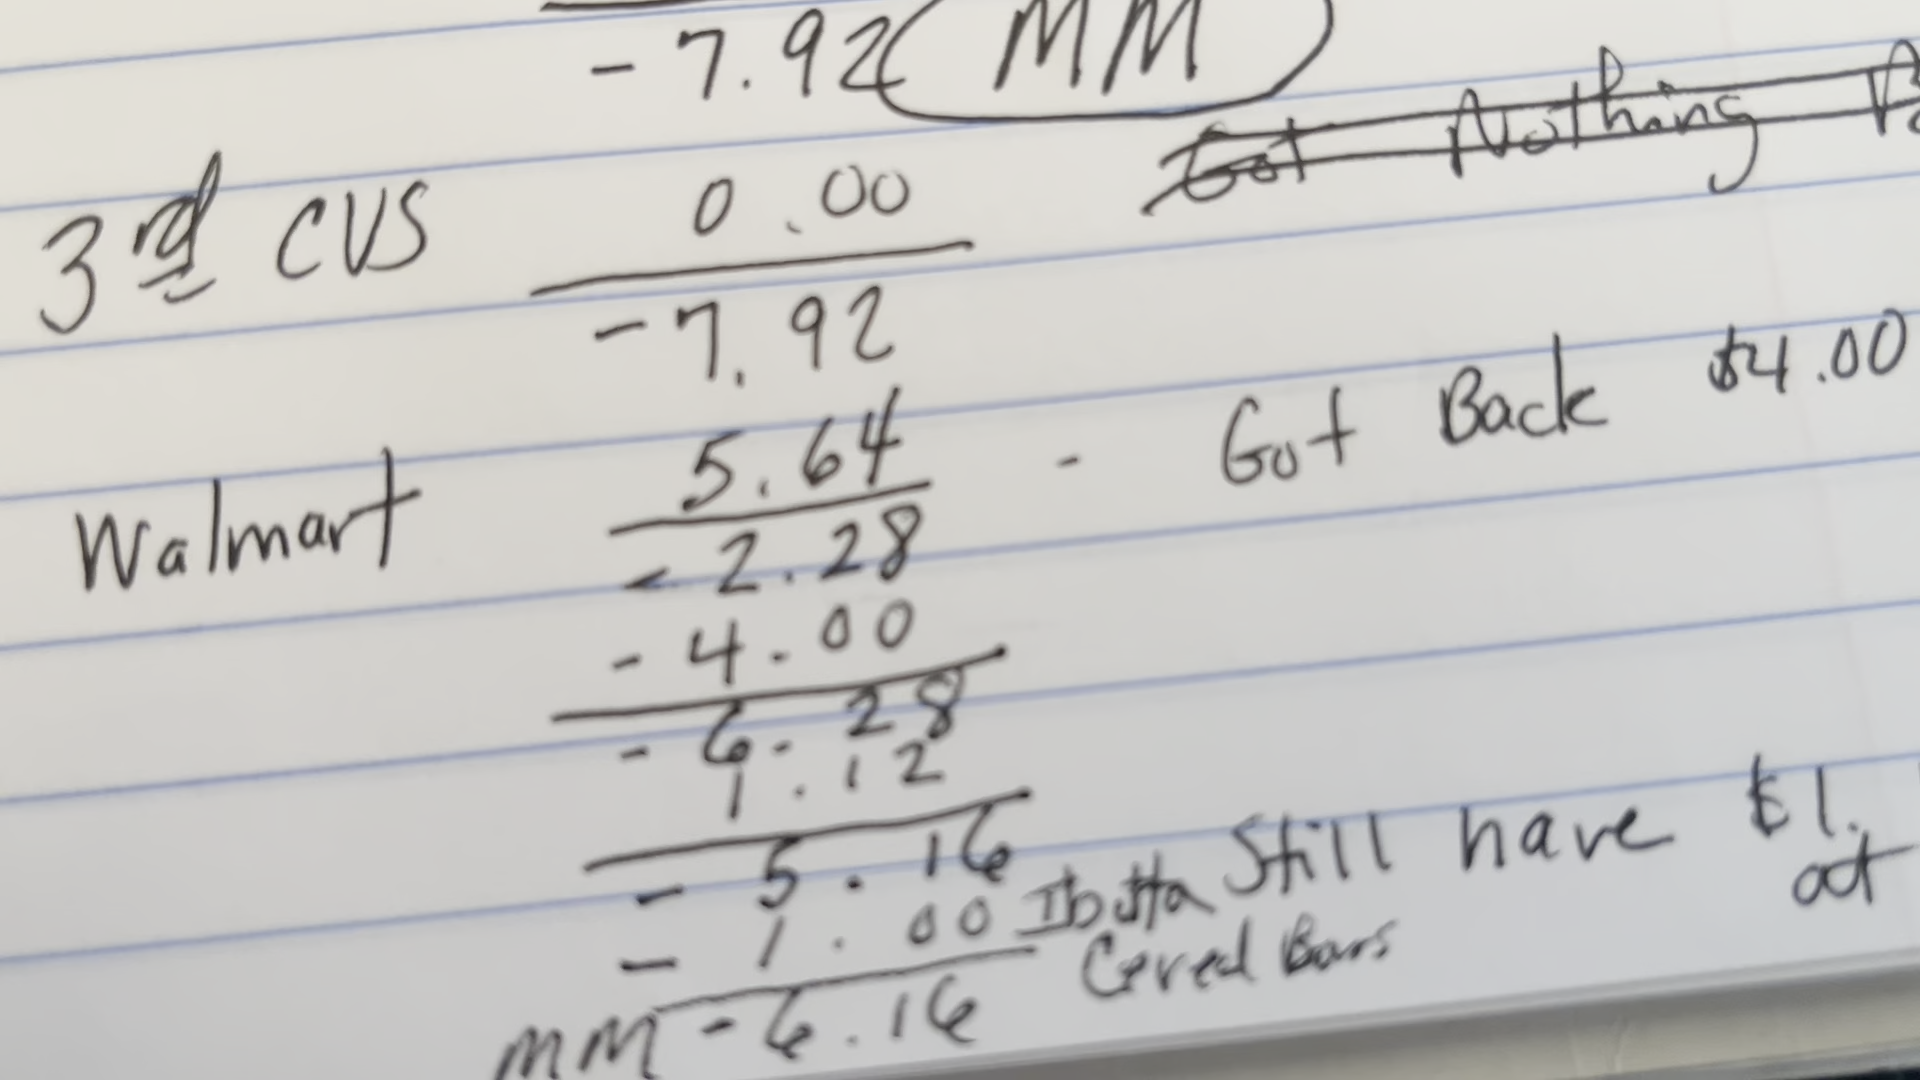 -7.92 (MM)
Got Nothing
3rd CVS 0.00
-7.92
Walmart 5.64 - Got Back $4.00
-2.28
-4.00
-6.28
1.12
-5.16
-1.00 Ibotta Still have $1.
at
Cereal Bars
MM -6.16